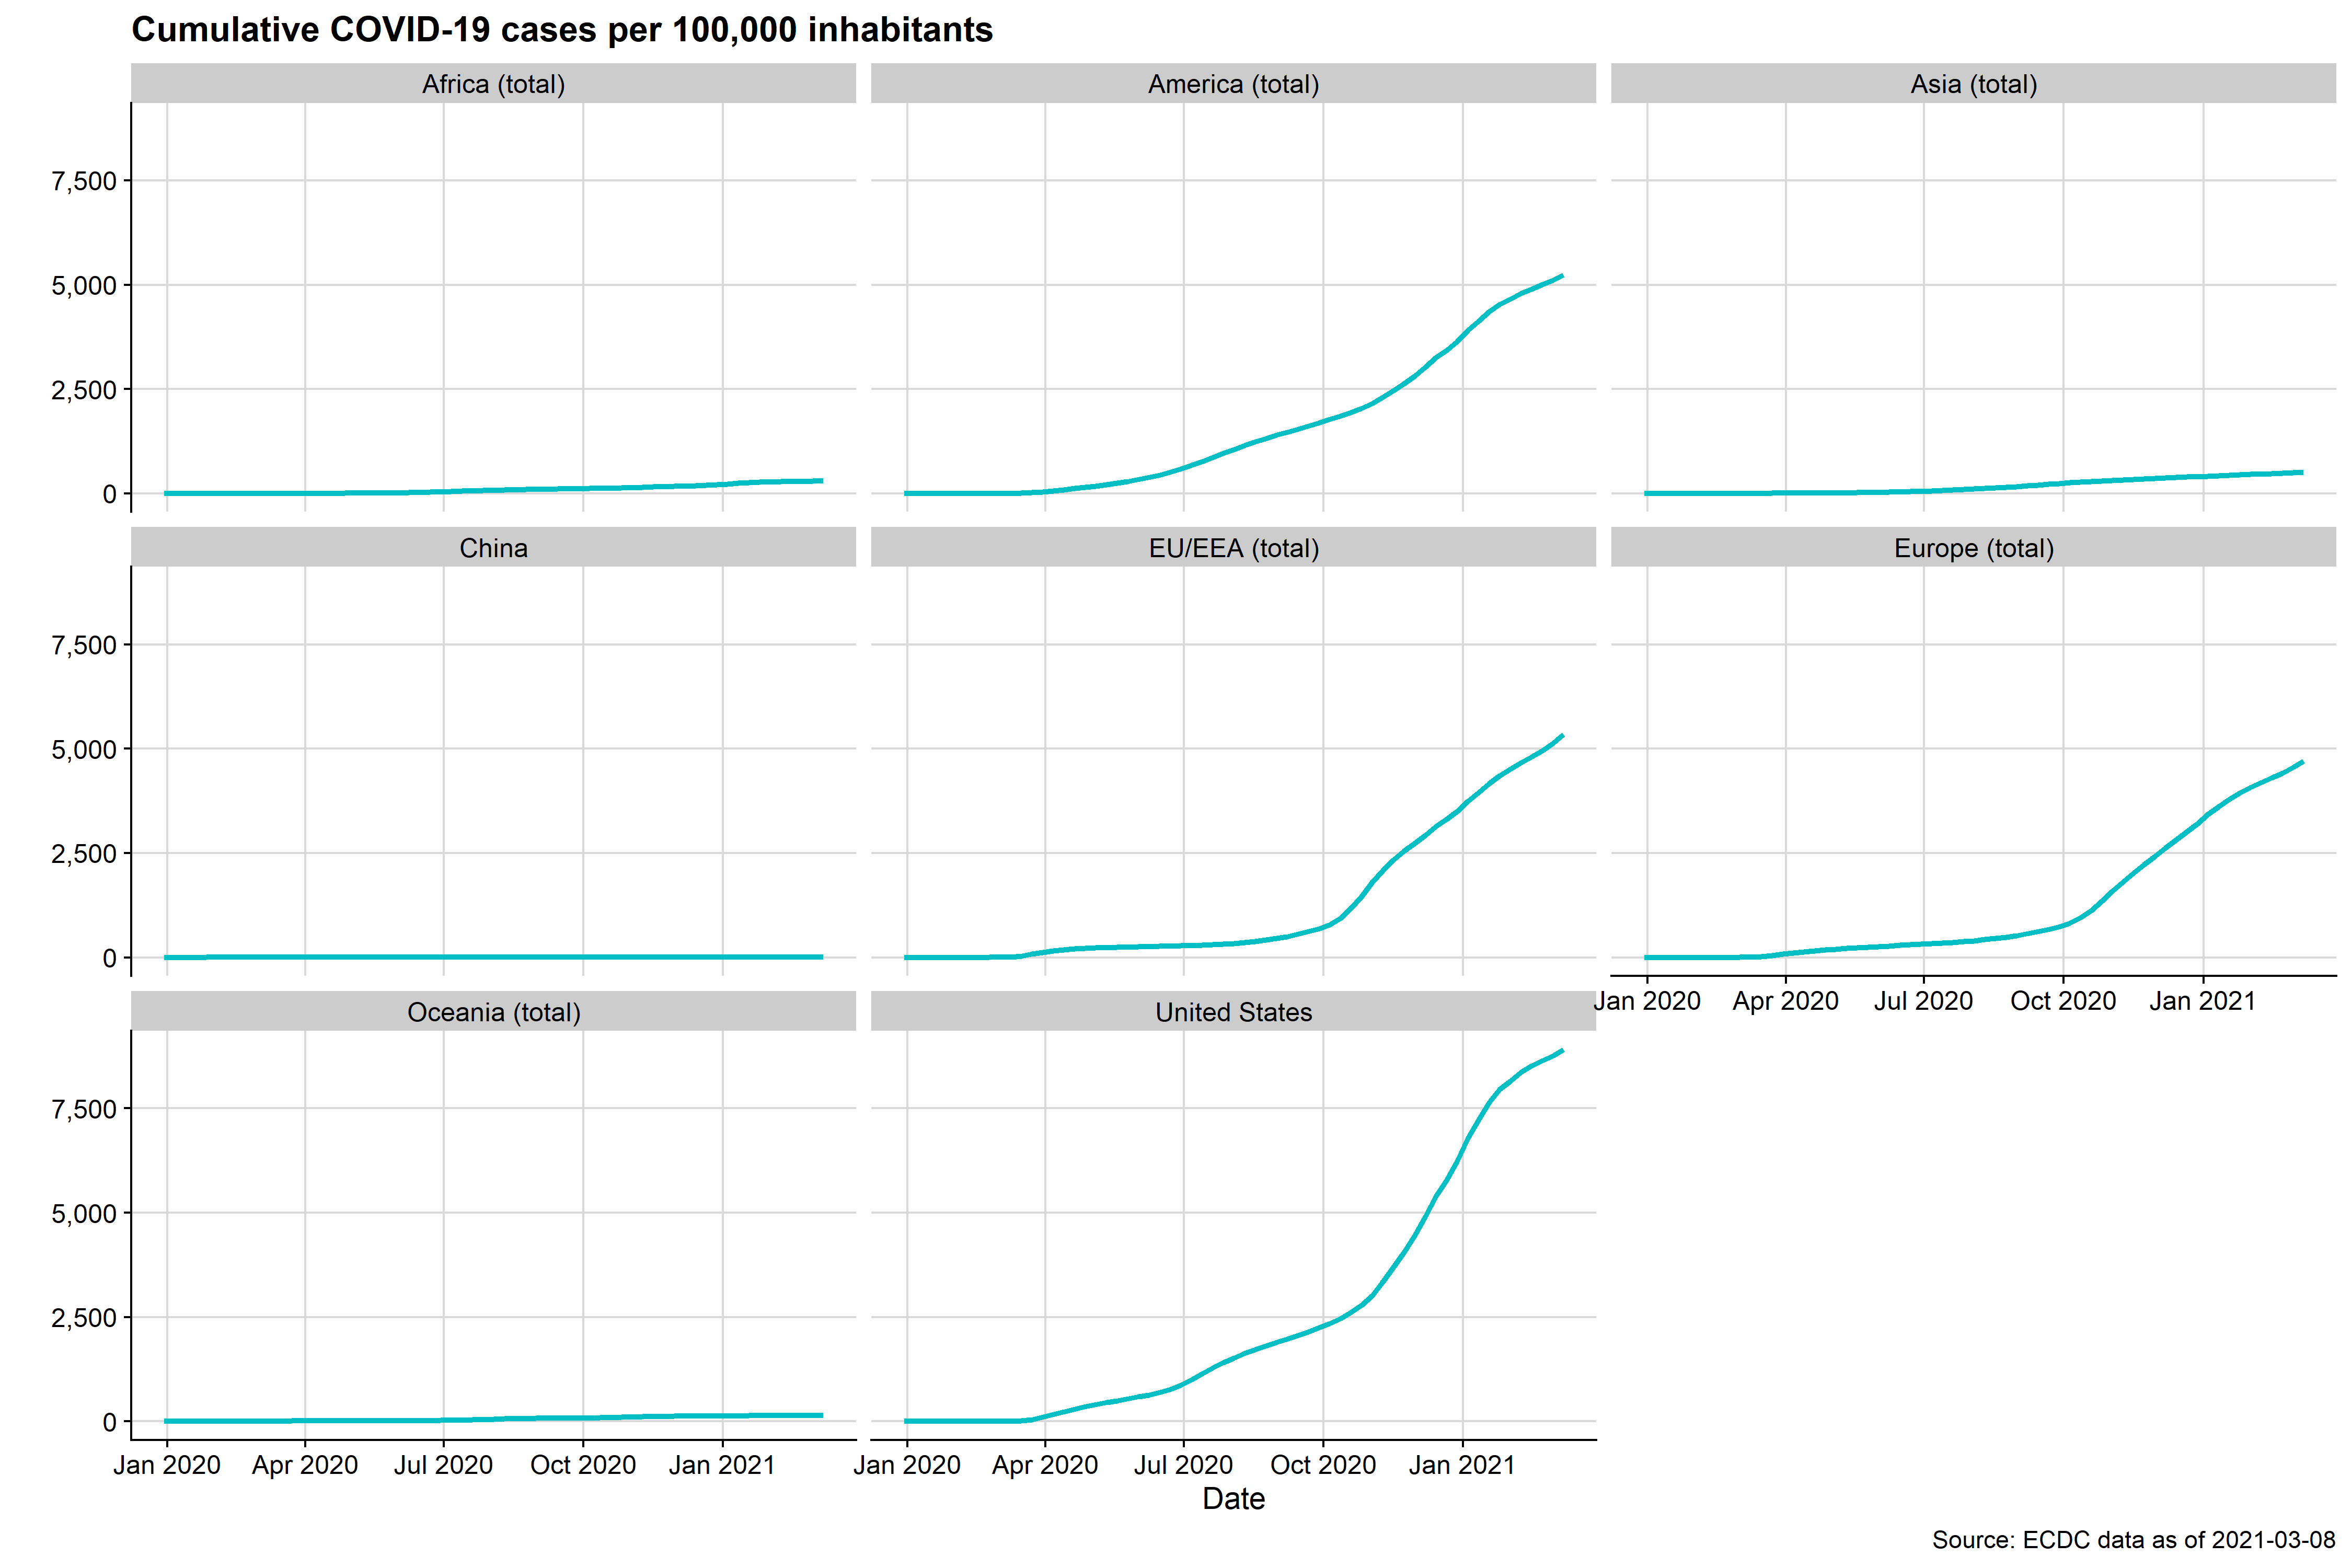 Cumulative COVID-19 cases per 100,000 inhabitants
Africa (total)
America (total)
Asia (total)
7,500
5,000
2,500
0
China
EU/EEA (total)
Europe (total)
7,500
5,000
2,500
0
Jan 2020 Apr 2020 Jul 2020 Oct 2020 Jan 2021
Oceania (total)
United States
7,500
5,000
2,500
0
Jan 2020 Apr 2020 Jul 2020 Oct 2020 Jan 2021
Jan 2020 Apr 2020 Jul 2020 Oct 2020 Jan 2021
Date
Source: ECDC data as of 2021-03-08